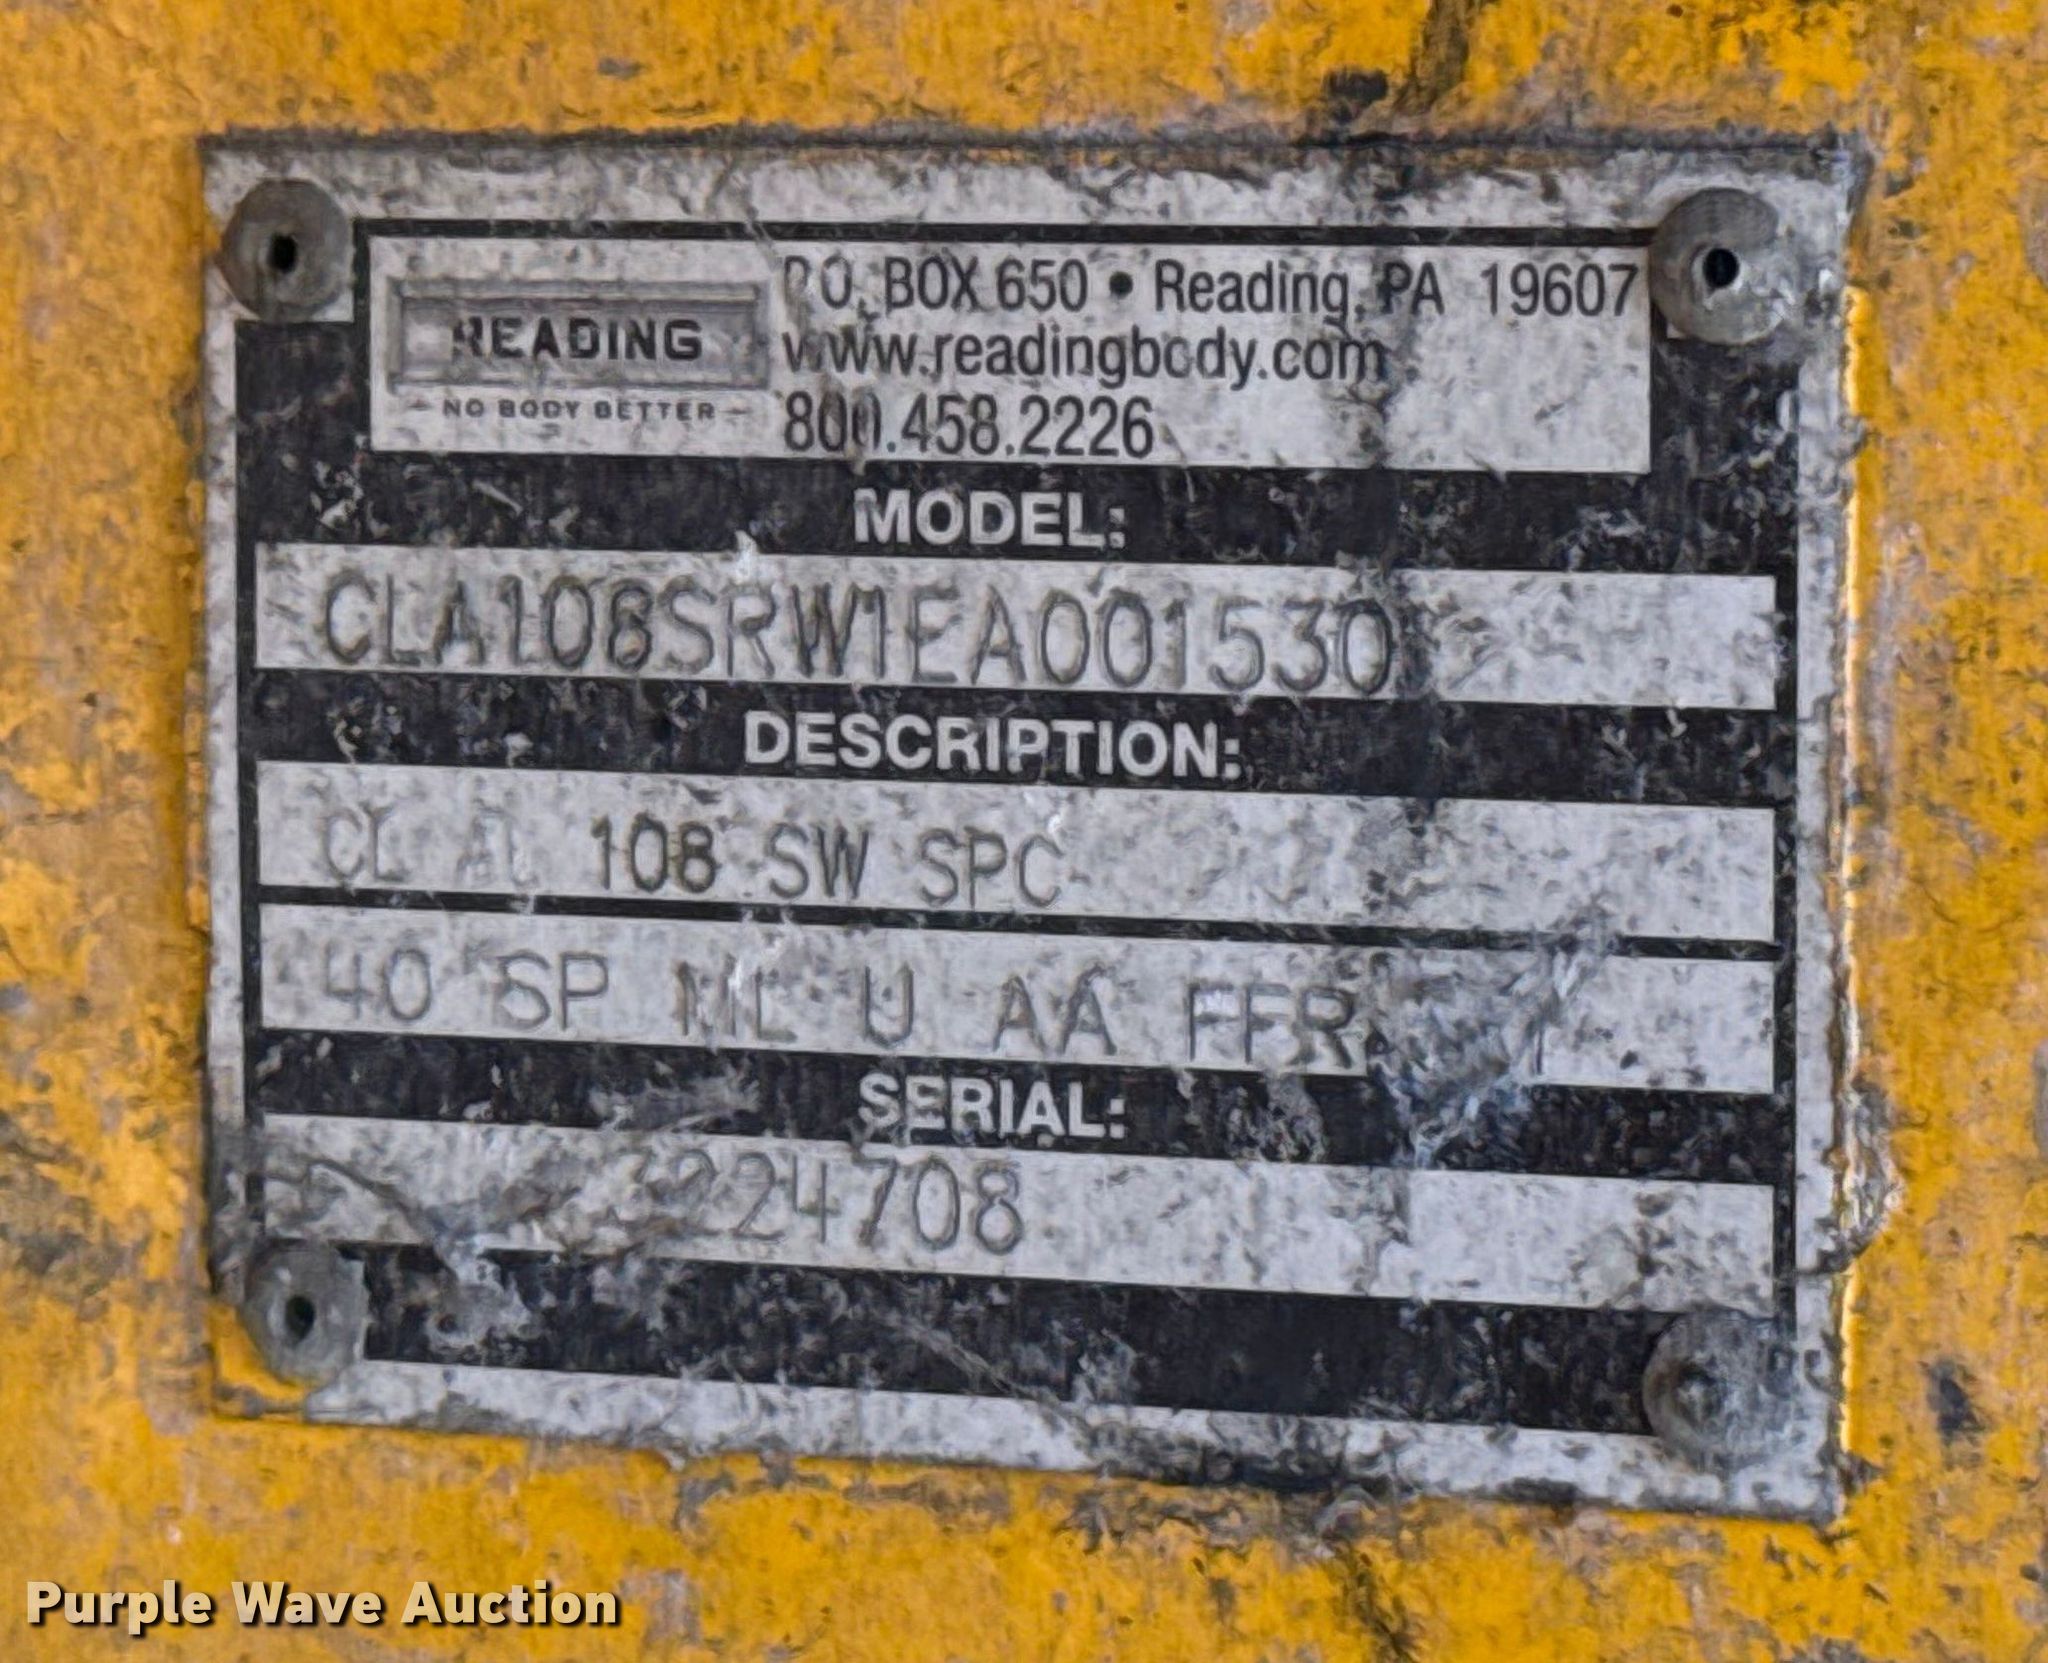 READING
NO BODY BETTER
P.O. BOX 650 • Reading, PA 19607
www.readingbody.com
800.458.2226
MODEL:
CLA108SRW1EA001530
DESCRIPTION:
CL AL 108 SW SPC
40 SP ML U AA FFR
SERIAL:
3224708
Purple Wave Auction